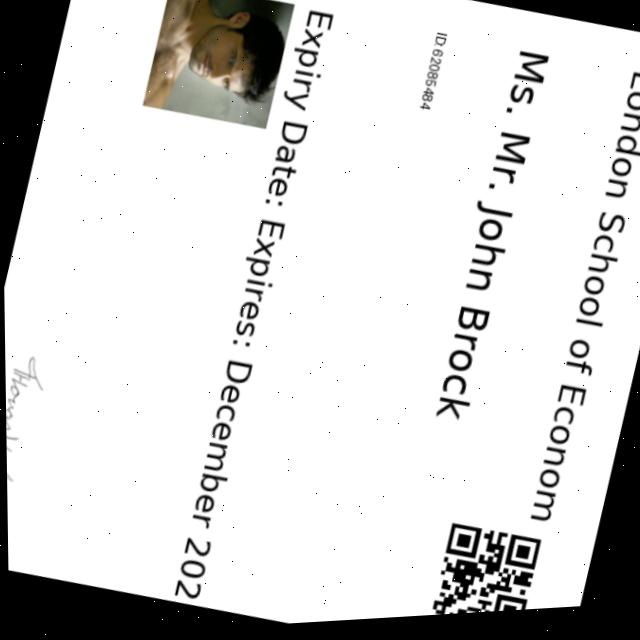 London School of Econom
Ms. Mr. John Brock
ID:62085484
Expiry Date: Expires: December 202